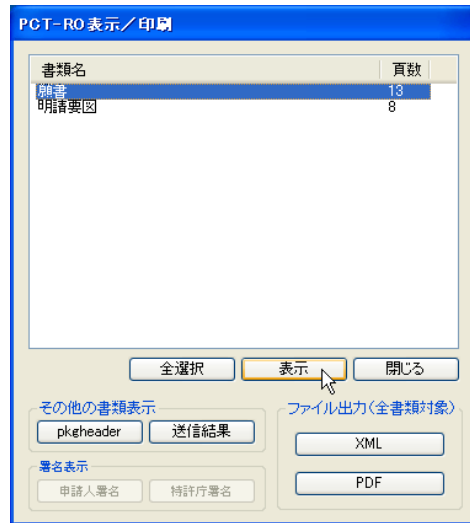 PCT-RO表示／印刷
書類名 頁数
願書 13
明請要図 8
全選択 表示 閉じる
その他の書類表示
pkgheader 送信結果
署名表示
申請人署名 特許庁署名
ファイル出力(全書類対象)
XML
PDF